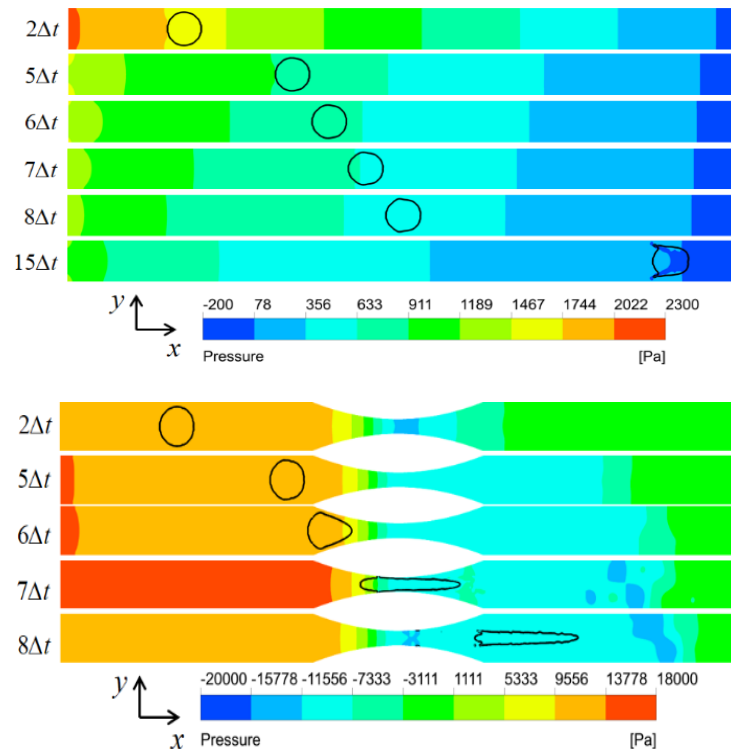 2Δt
5Δt
6Δt
7Δt
8Δt
15Δt
y
x
-200 78 356 633 911 1189 1467 1744 2022 2300
Pressure [Pa]
2Δt
5Δt
6Δt
7Δt
8Δt
y
x
-20000 -15778 -11556 -7333 -3111 1111 5333 9556 13778 18000
Pressure [Pa]